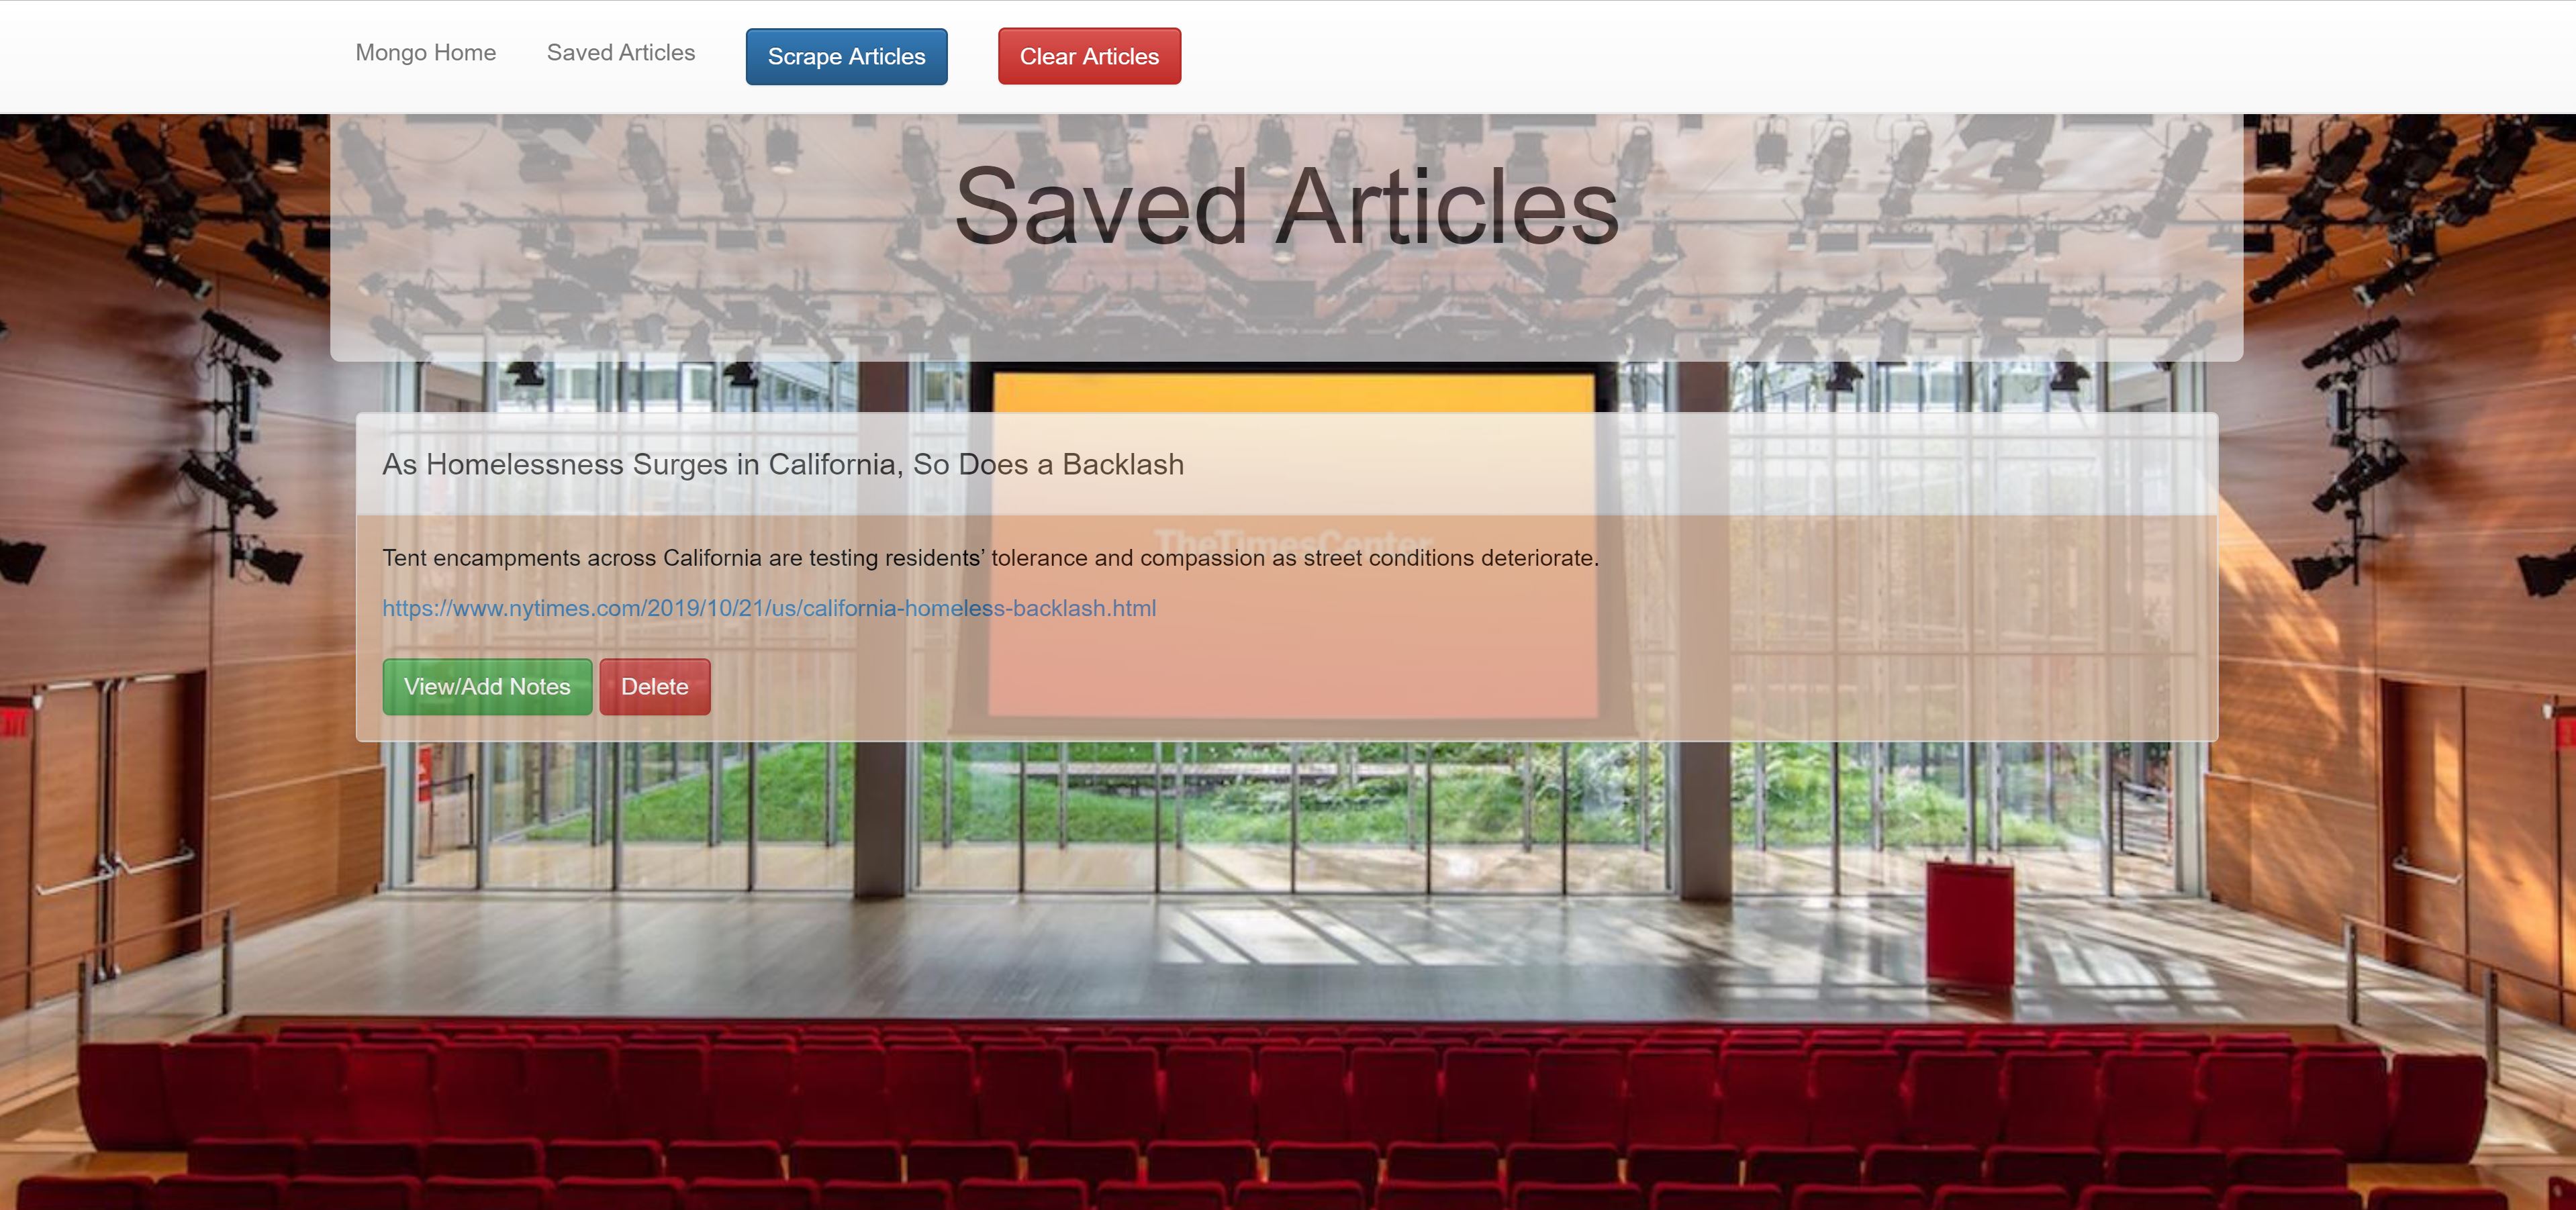 Mongo Home Saved Articles Scrape Articles Clear Articles
Saved Articles
As Homelessness Surges in California, So Does a Backlash
TheTimesCenter
Tent encampments across California are testing residents’ tolerance and compassion as street conditions deteriorate.
https://www.nytimes.com/2019/10/21/us/california-homeless-backlash.html
View/Add Notes Delete